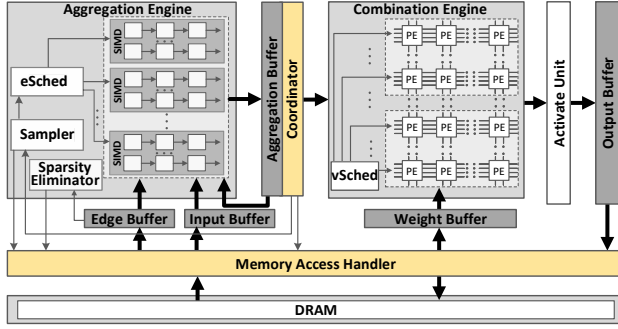 Aggregation Engine
SIMD
SIMD
SIMD
eSched
Sampler
Sparsity
Eliminator
Aggregation Buffer
Coordinator
Combination Engine
PE PE PE
PE PE PE
PE PE PE
PE PE PE
vSched
Activate Unit
Output Buffer
Edge Buffer
Input Buffer
Weight Buffer
Memory Access Handler
DRAM